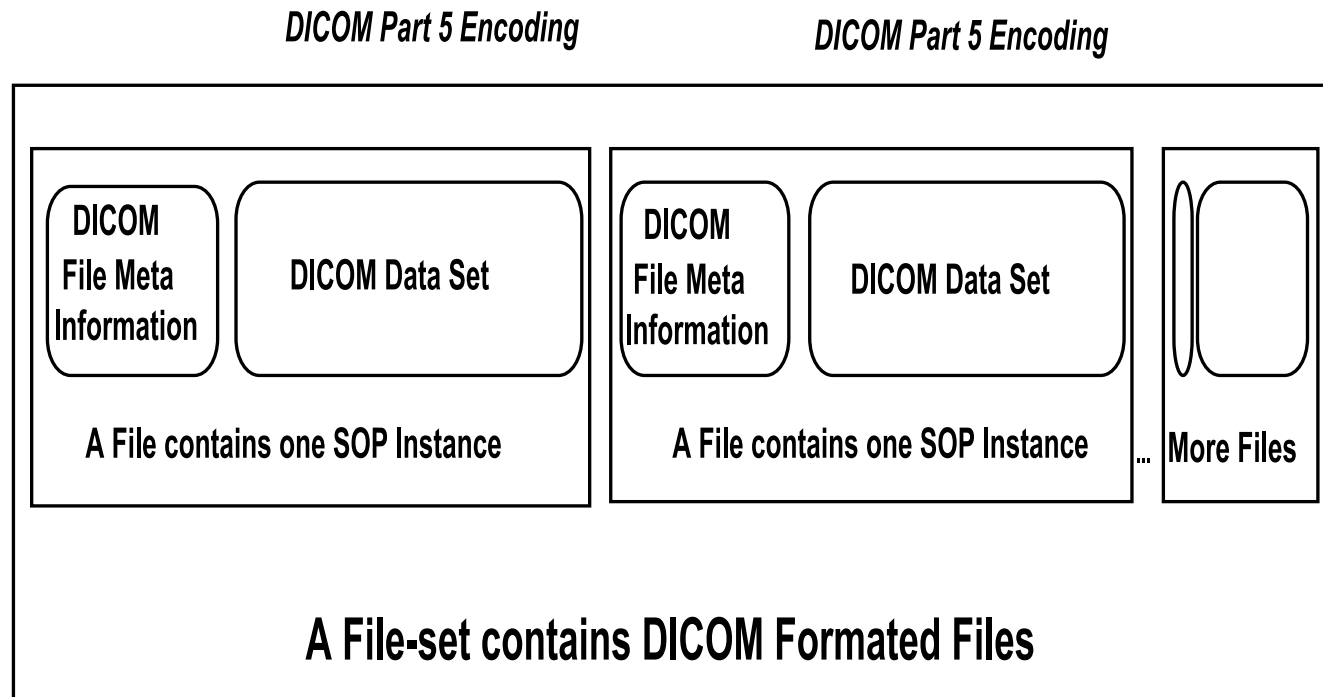 DICOM Part 5 Encoding
DICOM Part 5 Encoding
DICOM
File Meta
Information
DICOM Data Set
A File contains one SOP Instance
DICOM
File Meta
Information
DICOM Data Set
A File contains one SOP Instance
...
More Files
A File-set contains DICOM Formated Files